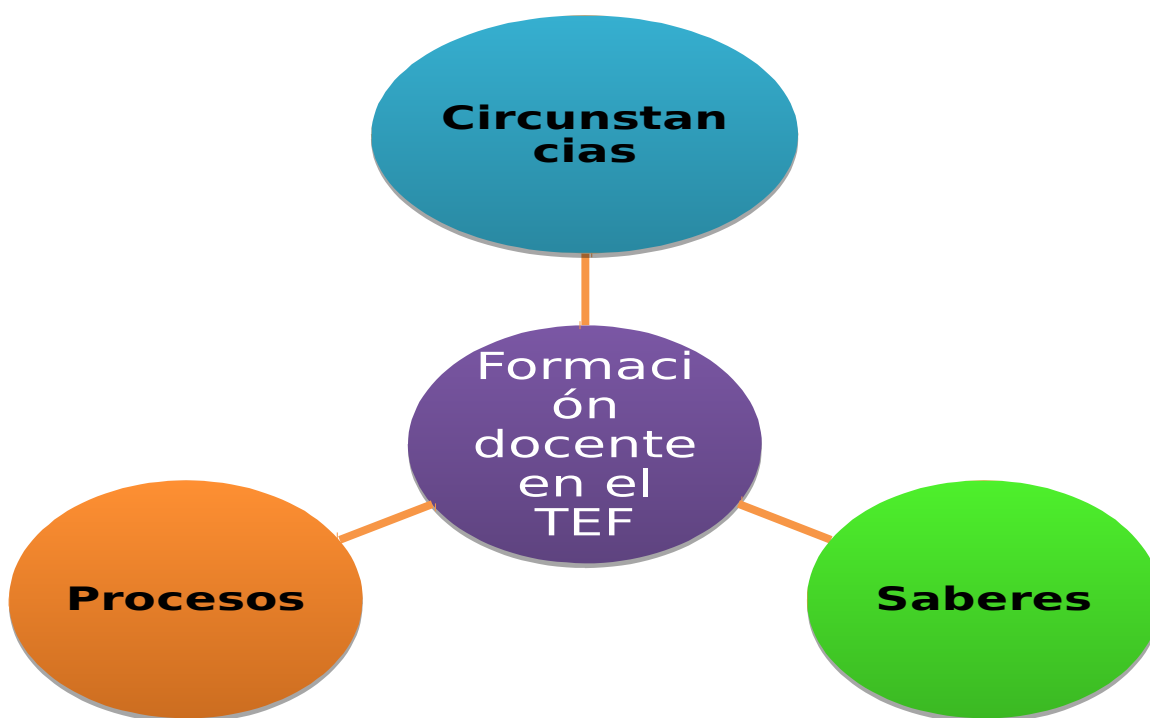 Circunstan
cias
Formaci
ón
docente
en el
TEF
Procesos
Saberes